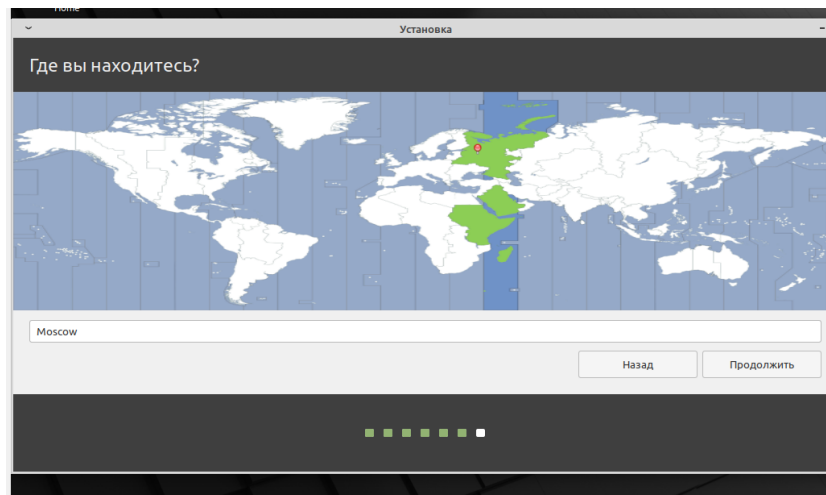 Home
Установка
Где вы находитесь?
Moscow
Назад
Продолжить